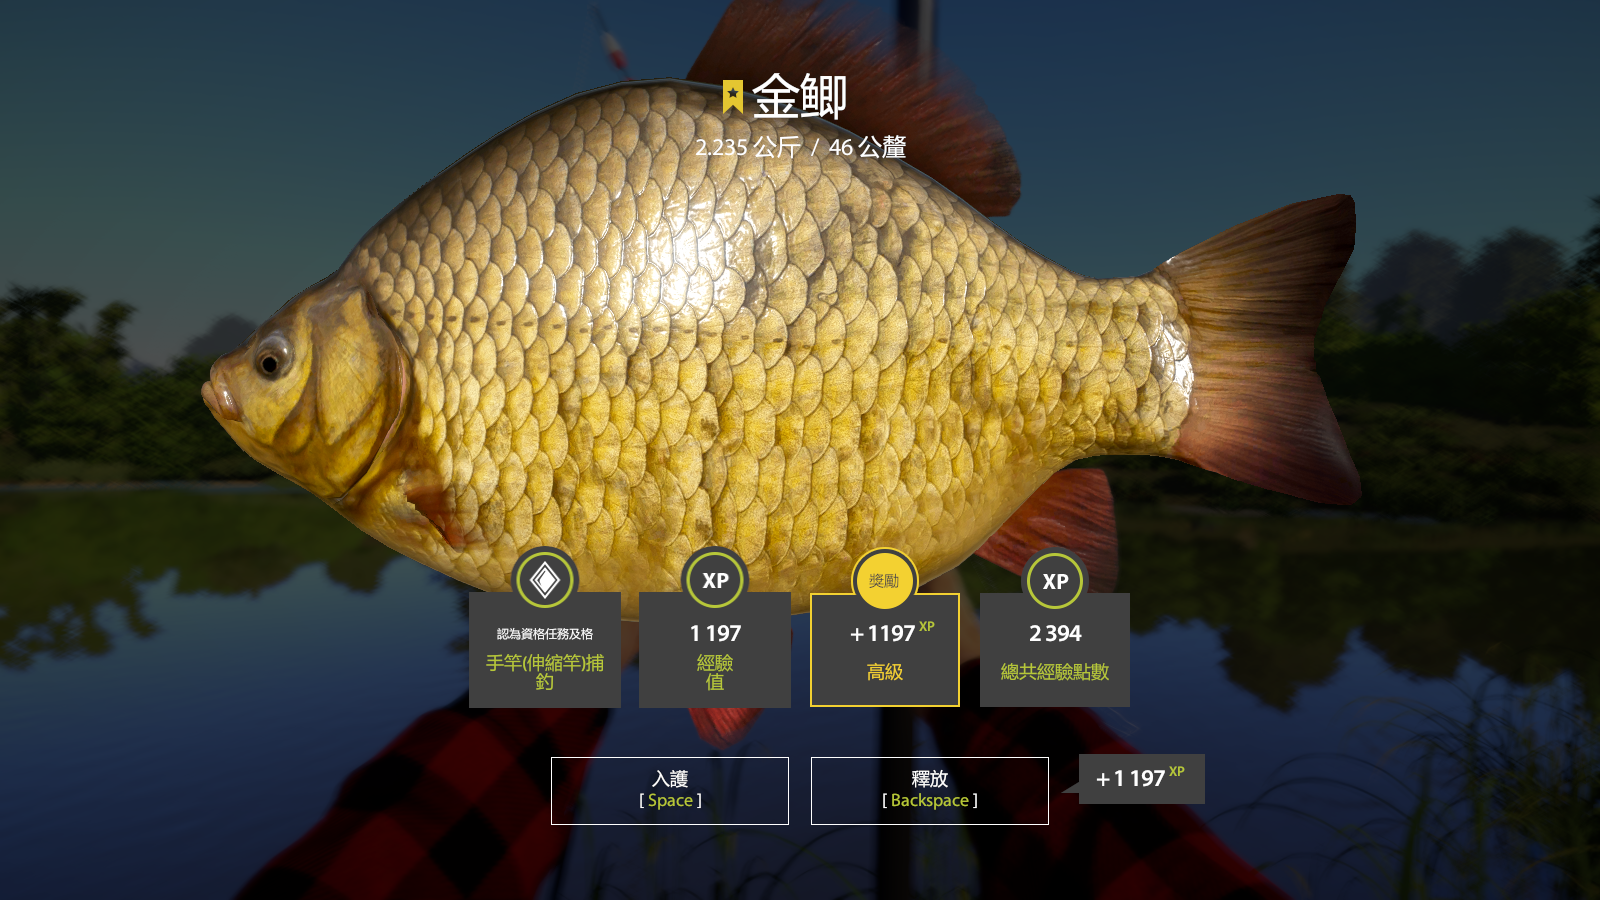 金鯽
2.235 公斤 / 46 公釐
認為資格任務及格
手竿(伸縮竿)捕
釣
XP
1 197
經驗
值
獎勵
+ 1197 XP
高級
XP
2 394
總共經驗點數
入護
[ Space ]
釋放
[ Backspace ]
+ 1 197 XP